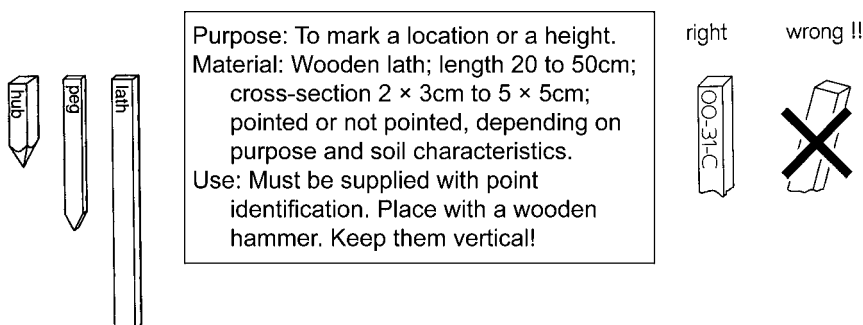 hub
peg
lath
Purpose: To mark a location or a height.
Material: Wooden lath; length 20 to 50cm;
cross-section 2 × 3cm to 5 × 5cm;
pointed or not pointed, depending on
purpose and soil characteristics.
Use: Must be supplied with point
identification. Place with a wooden
hammer. Keep them vertical!
right
wrong !!
00-31-C